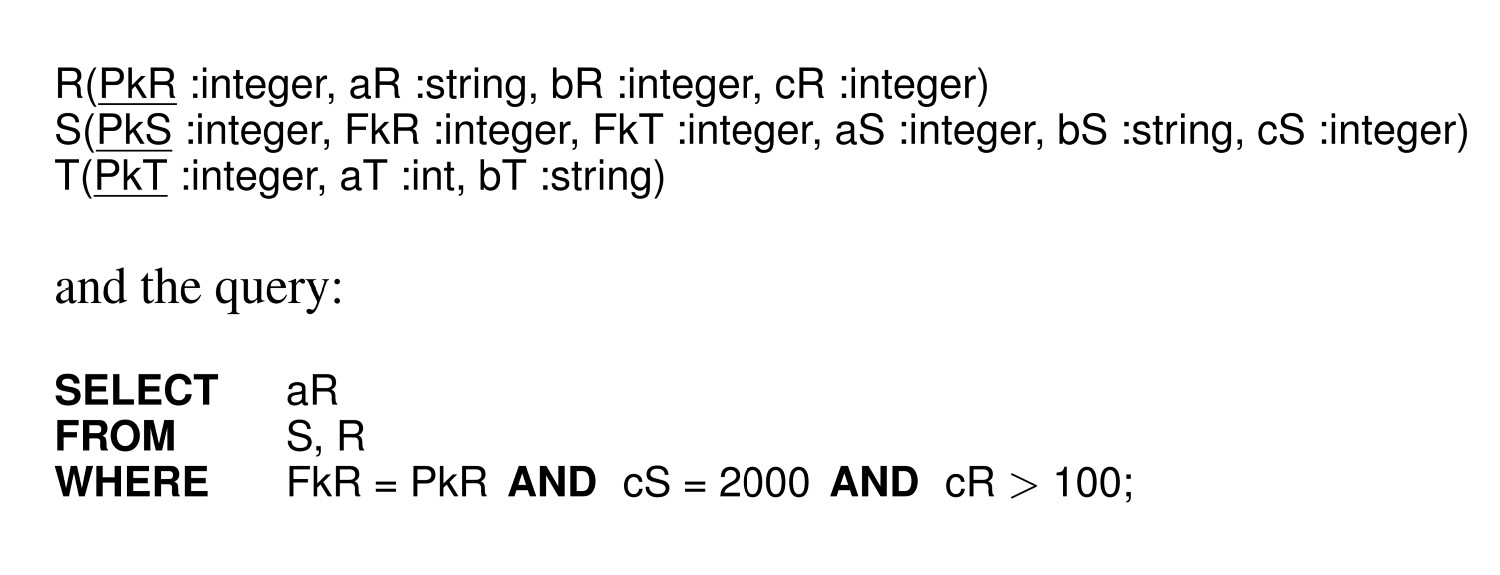 R(PkR :integer, aR :string, bR :integer, cR :integer)
S(PkS :integer, FkR :integer, FkT :integer, aS :integer, bS :string, cS :integer)
T(PkT :integer, aT :int, bT :string)
and the query:
SELECT aR
FROM S, R
WHERE FkR = PkR AND cS = 2000 AND cR > 100;